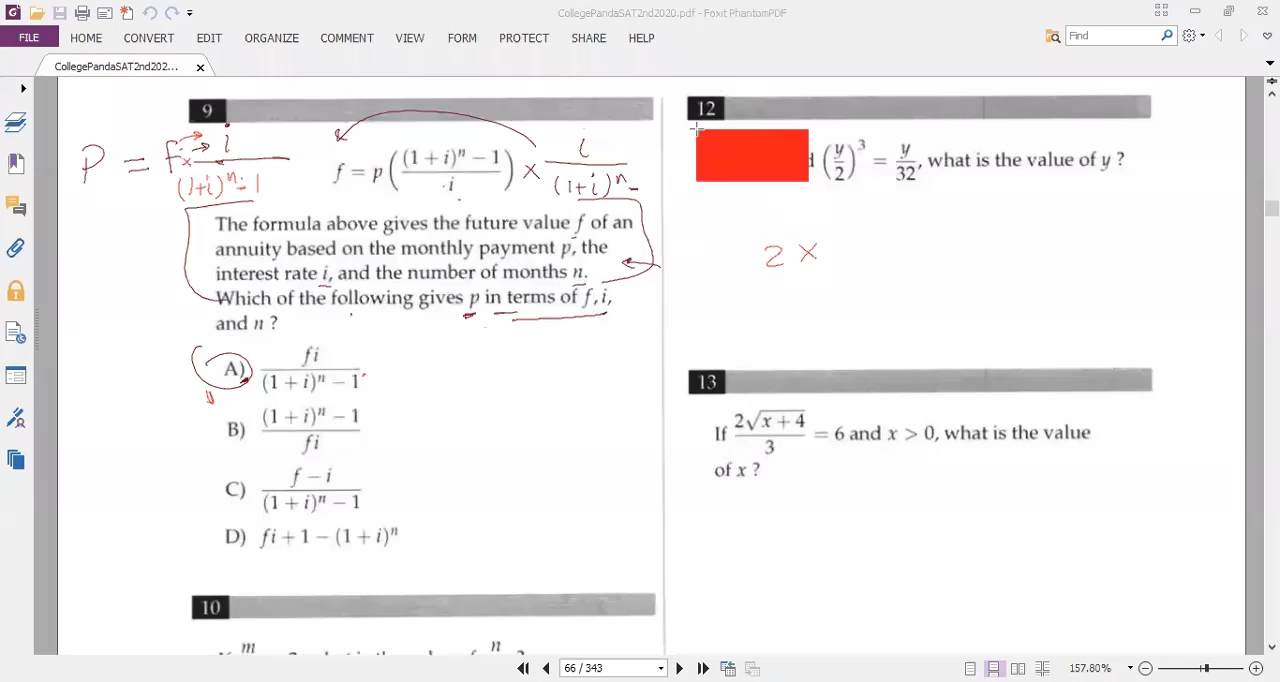 CollegePandaSAT2nd2020.pdf - Foxit PhantomPDF
FILE HOME CONVERT EDIT ORGANIZE COMMENT VIEW FORM PROTECT SHARE HELP
Find
CollegePandaSAT2nd202... ×
9
P = f × i / (1+i)^n - 1
f = p( ((1 + i)^n − 1) / i ) × i / (1+i)^n -
The formula above gives the future value f of an
annuity based on the monthly payment p, the
interest rate i, and the number of months n.
Which of the following gives p in terms of f, i,
and n ?
A) fi / ((1 + i)^n − 1)
B) ((1 + i)^n − 1) / fi
C) (f − i) / ((1 + i)^n − 1)
D) fi + 1 − (1 + i)^n
10
m n
12
(y/2)^3 = y/32, what is the value of y ?
2 ×
13
If 2√(x + 4) / 3 = 6 and x > 0, what is the value
of x ?
66 / 343
157.80%